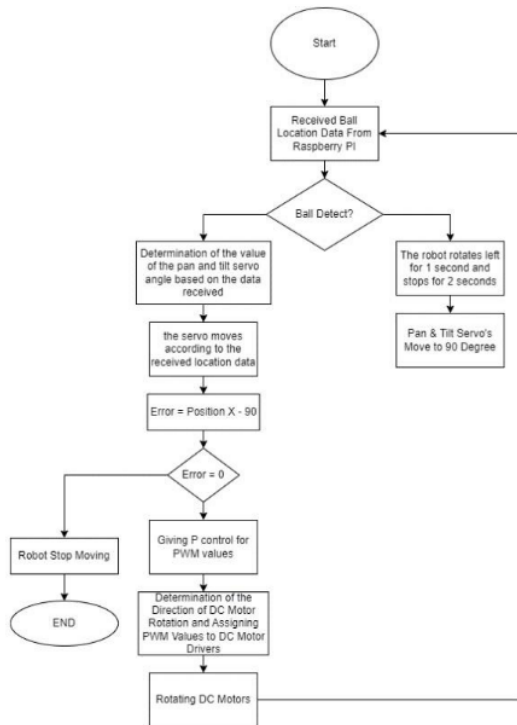 Start
Received Ball
Location Data From
Raspberry PI
Ball Detect?
Determination of the value
of the pan and tilt servo
angle based on the data
received
The robot rotates left
for 1 second and
stops for 2 seconds
the servo moves
according to the
received location data
Pan & Tilt Servo's
Move to 90 Degree
Error = Position X - 90
Error = 0
Robot Stop Moving
Giving P control for
PWM values
END
Determination of the
Direction of DC Motor
Rotation and Assigning
PWM Values to DC Motor
Drivers
Rotating DC Motors